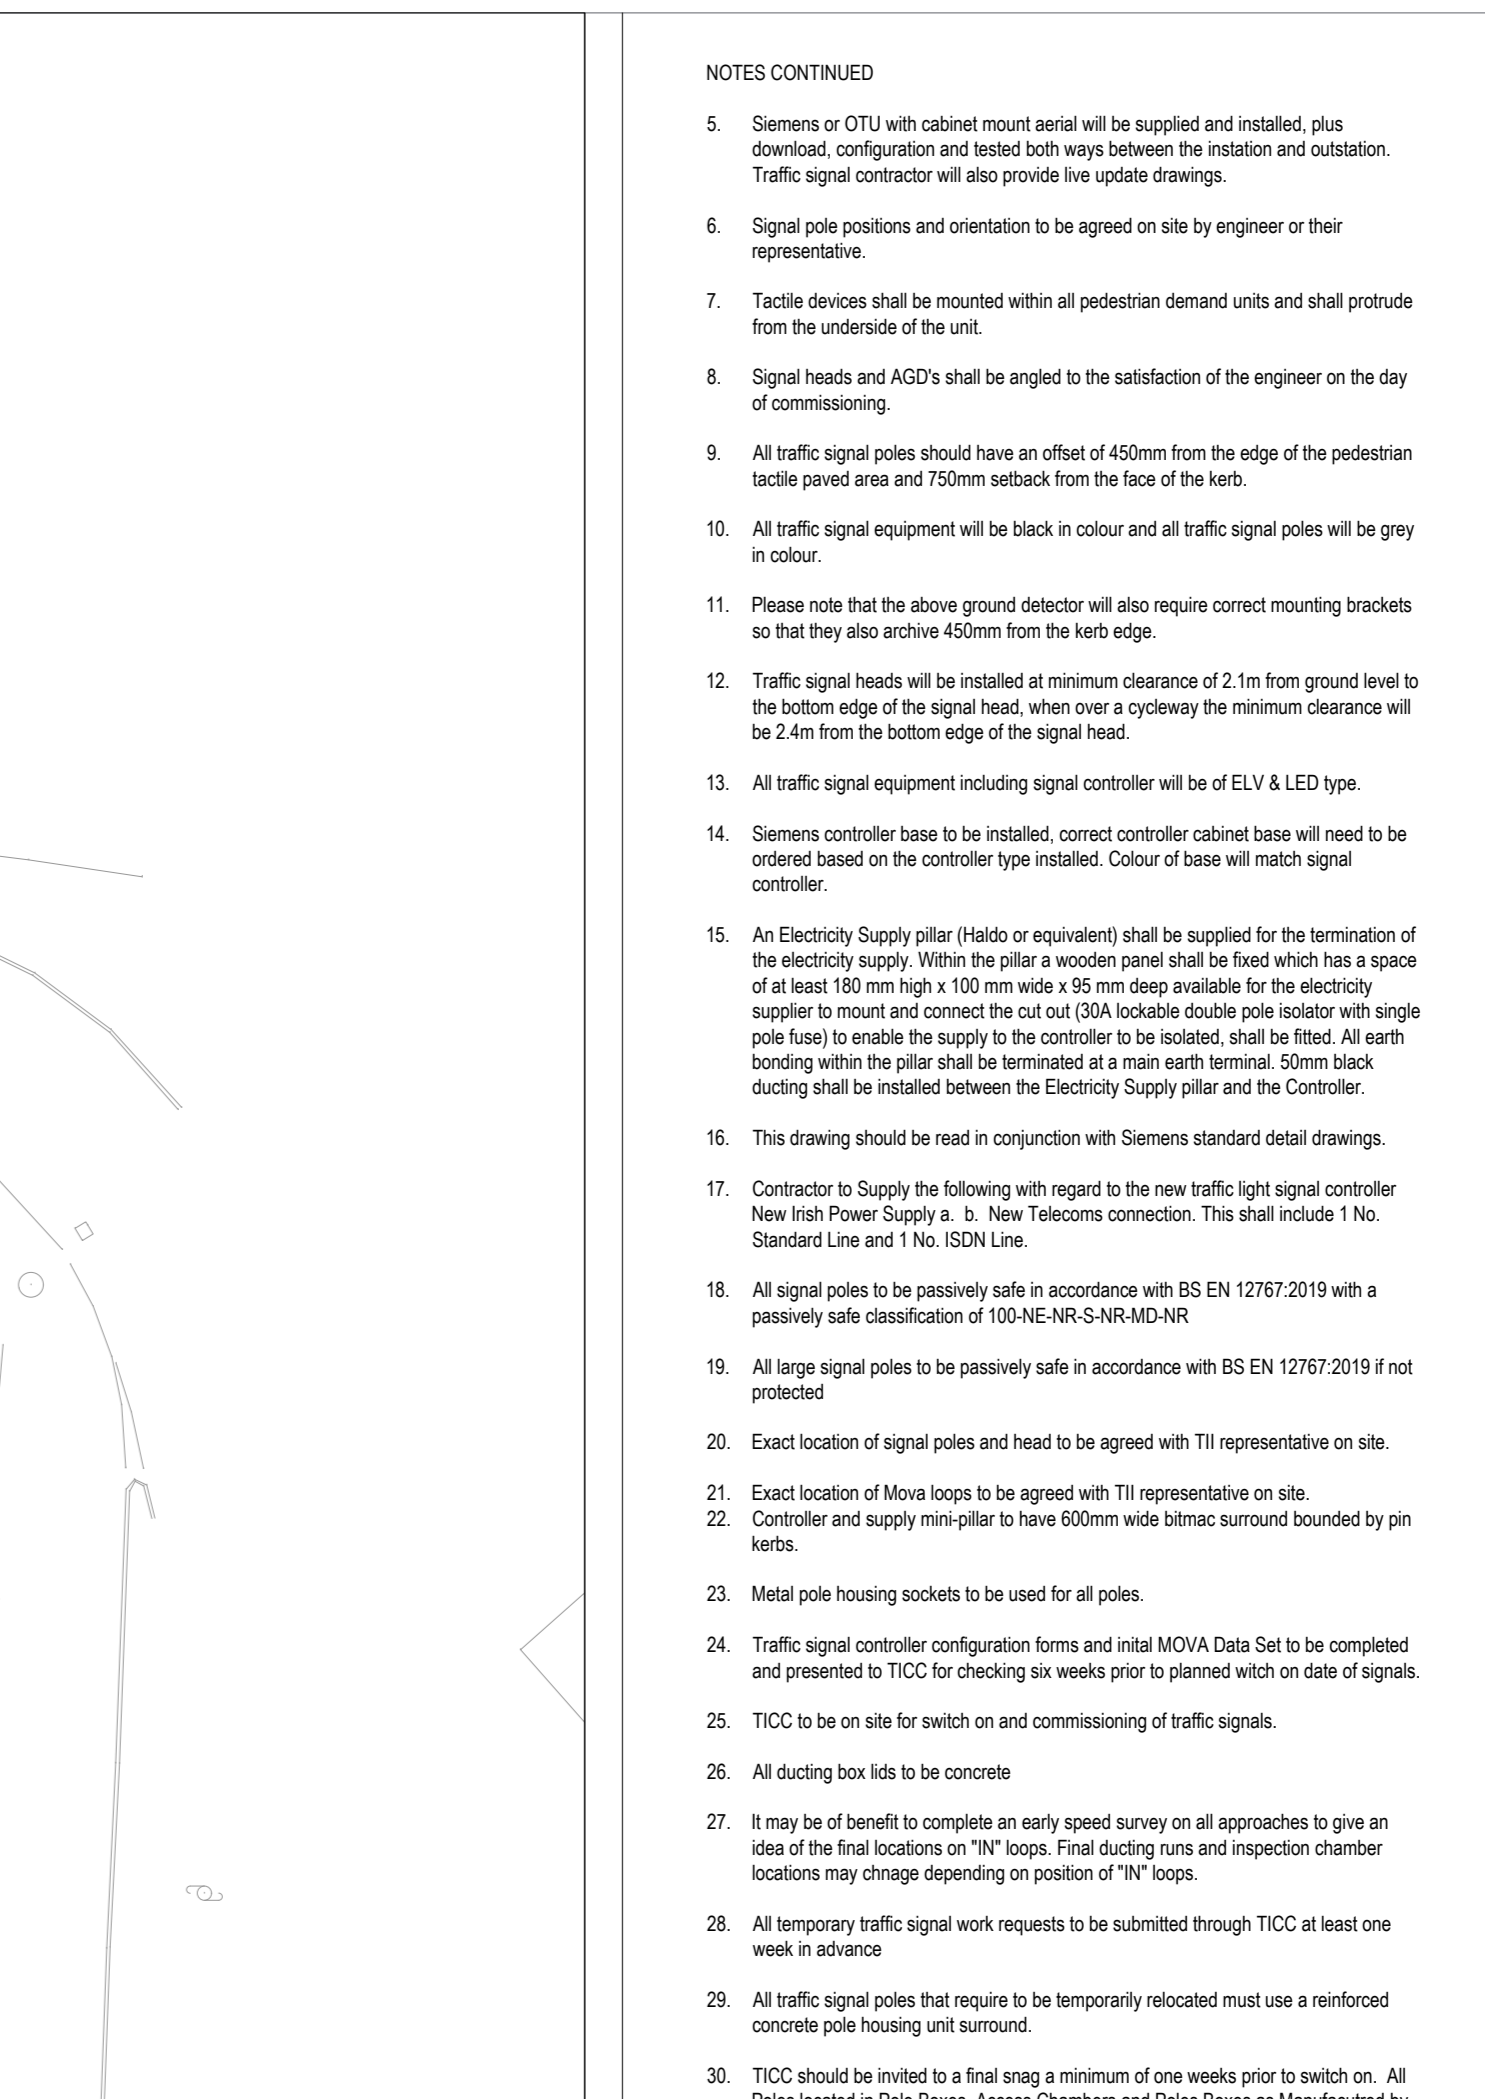 NOTES CONTINUED
5. Siemens or OTU with cabinet mount aerial will be supplied and installed, plus
download, configuration and tested both ways between the instation and outstation.
Traffic signal contractor will also provide live update drawings.
6. Signal pole positions and orientation to be agreed on site by engineer or their
representative.
7. Tactile devices shall be mounted within all pedestrian demand units and shall protrude
from the underside of the unit.
8. Signal heads and AGD's shall be angled to the satisfaction of the engineer on the day
of commissioning.
9. All traffic signal poles should have an offset of 450mm from the edge of the pedestrian
tactile paved area and 750mm setback from the face of the kerb.
10. All traffic signal equipment will be black in colour and all traffic signal poles will be grey
in colour.
11. Please note that the above ground detector will also require correct mounting brackets
so that they also archive 450mm from the kerb edge.
12. Traffic signal heads will be installed at minimum clearance of 2.1m from ground level to
the bottom edge of the signal head, when over a cycleway the minimum clearance will
be 2.4m from the bottom edge of the signal head.
13. All traffic signal equipment including signal controller will be of ELV & LED type.
14. Siemens controller base to be installed, correct controller cabinet base will need to be
ordered based on the controller type installed. Colour of base will match signal
controller.
15. An Electricity Supply pillar (Haldo or equivalent) shall be supplied for the termination of
the electricity supply. Within the pillar a wooden panel shall be fixed which has a space
of at least 180 mm high x 100 mm wide x 95 mm deep available for the electricity
supplier to mount and connect the cut out (30A lockable double pole isolator with single
pole fuse) to enable the supply to the controller to be isolated, shall be fitted. All earth
bonding within the pillar shall be terminated at a main earth terminal. 50mm black
ducting shall be installed between the Electricity Supply pillar and the Controller.
16. This drawing should be read in conjunction with Siemens standard detail drawings.
17. Contractor to Supply the following with regard to the new traffic light signal controller
New Irish Power Supply a. b. New Telecoms connection. This shall include 1 No.
Standard Line and 1 No. ISDN Line.
18. All signal poles to be passively safe in accordance with BS EN 12767:2019 with a
passively safe classification of 100-NE-NR-S-NR-MD-NR
19. All large signal poles to be passively safe in accordance with BS EN 12767:2019 if not
protected
20. Exact location of signal poles and head to be agreed with TII representative on site.
21. Exact location of Mova loops to be agreed with TII representative on site.
22. Controller and supply mini-pillar to have 600mm wide bitmac surround bounded by pin
kerbs.
23. Metal pole housing sockets to be used for all poles.
24. Traffic signal controller configuration forms and inital MOVA Data Set to be completed
and presented to TICC for checking six weeks prior to planned witch on date of signals.
25. TICC to be on site for switch on and commissioning of traffic signals.
26. All ducting box lids to be concrete
27. It may be of benefit to complete an early speed survey on all approaches to give an
idea of the final locations on "IN" loops. Final ducting runs and inspection chamber
locations may chnage depending on position of "IN" loops.
28. All temporary traffic signal work requests to be submitted through TICC at least one
week in advance
29. All traffic signal poles that require to be temporarily relocated must use a reinforced
concrete pole housing unit surround.
30. TICC should be invited to a final snag a minimum of one weeks prior to switch on. All
Poles located in Pole Boxes, Access Chambers and Poles Boxes as Manufacutred by